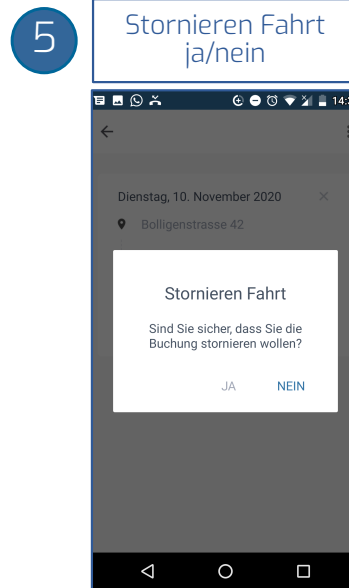 5
Stornieren Fahrt
ja/nein
14:
Dienstag, 10. November 2020
Bolligenstrasse 42
Stornieren Fahrt
Sind Sie sicher, dass Sie die
Buchung stornieren wollen?
JA NEIN